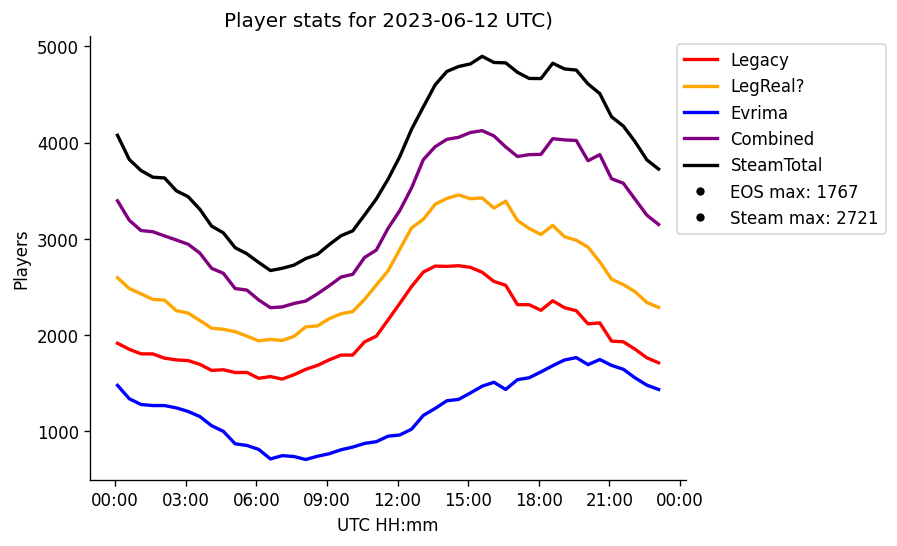 Player stats for 2023-06-12 UTC)
5000
4000
3000
2000
1000
Players
00:00 03:00 06:00 09:00 12:00 15:00 18:00 21:00 00:00
UTC HH:mm
Legacy
LegReal?
Evrima
Combined
SteamTotal
EOS max: 1767
Steam max: 2721